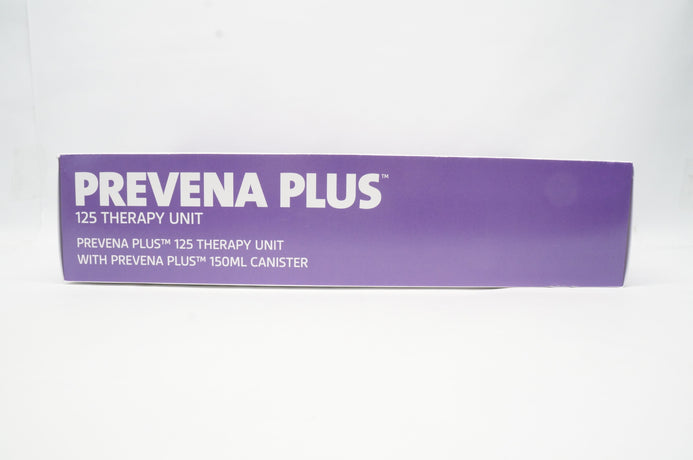 PREVENA PLUS™
125 THERAPY UNIT
PREVENA PLUS™ 125 THERAPY UNIT
WITH PREVENA PLUS™ 150ML CANISTER